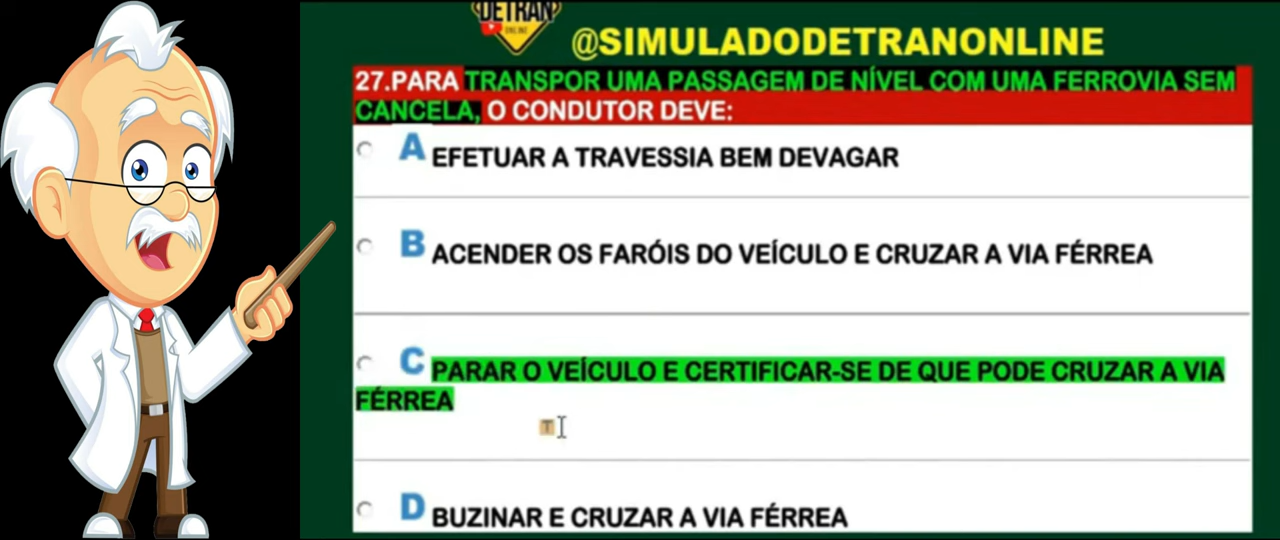 DETRAN
ONLINE
@SIMULADODETRANONLINE
27.PARA TRANSPOR UMA PASSAGEM DE NÍVEL COM UMA FERROVIA SEM
CANCELA, O CONDUTOR DEVE:
A EFETUAR A TRAVESSIA BEM DEVAGAR
B ACENDER OS FARÓIS DO VEÍCULO E CRUZAR A VIA FÉRREA
C PARAR O VEÍCULO E CERTIFICAR-SE DE QUE PODE CRUZAR A VIA
FÉRREA
T
D BUZINAR E CRUZAR A VIA FÉRREA